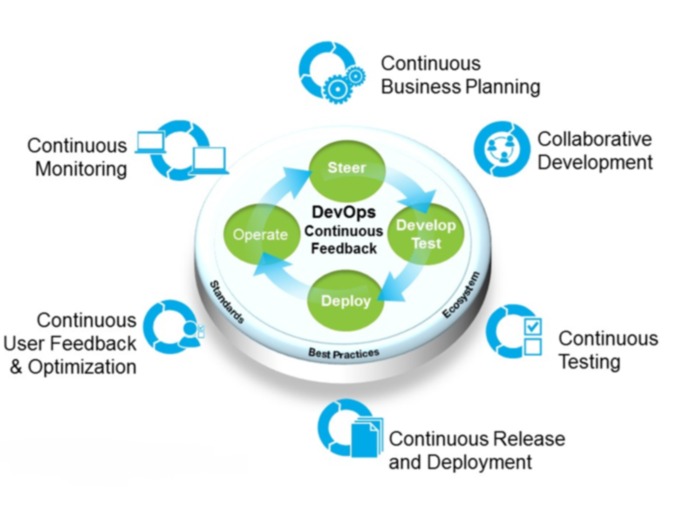 Continuous
Business Planning
Collaborative
Development
Continuous
Monitoring
Steer
DevOps
Continuous
Feedback
Develop
Test
Operate
Deploy
Standards
Best Practices
Ecosystem
Continuous
User Feedback
& Optimization
Continuous
Testing
Continuous Release
and Deployment